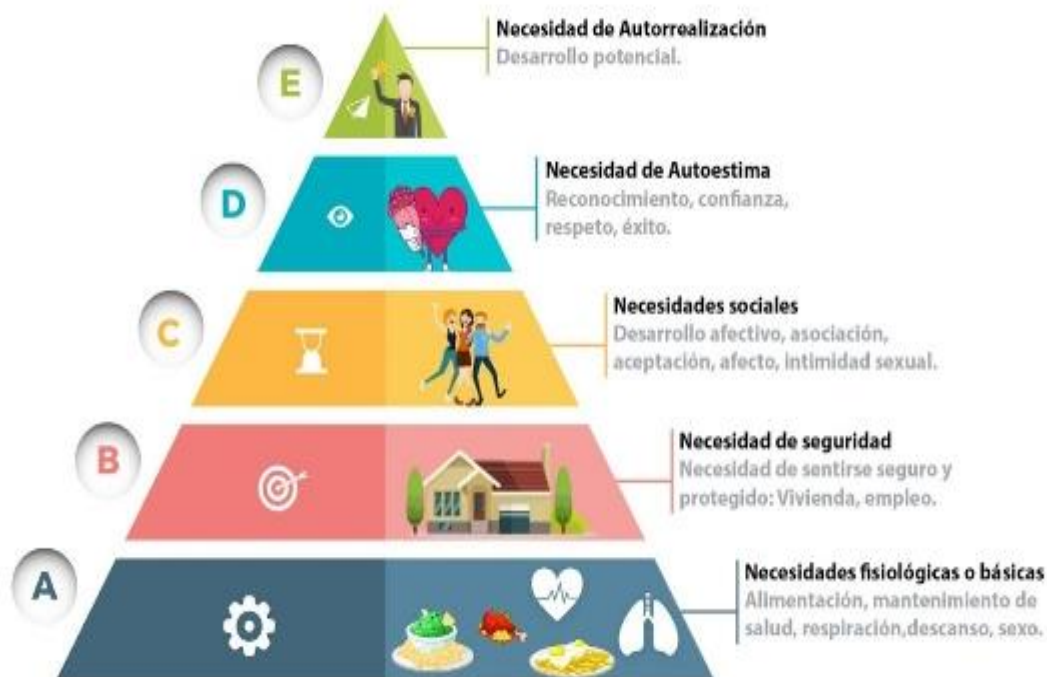 E
Necesidad de Autorrealización
Desarrollo potencial.
D
Necesidad de Autoestima
Reconocimiento, confianza,
respeto, éxito.
C
Necesidades sociales
Desarrollo afectivo, asociación,
aceptación, afecto, intimidad sexual.
B
Necesidad de seguridad
Necesidad de sentirse seguro y
protegido: Vivienda, empleo.
A
Necesidades fisiológicas o básicas
Alimentación, mantenimiento de
salud, respiración,descanso, sexo.